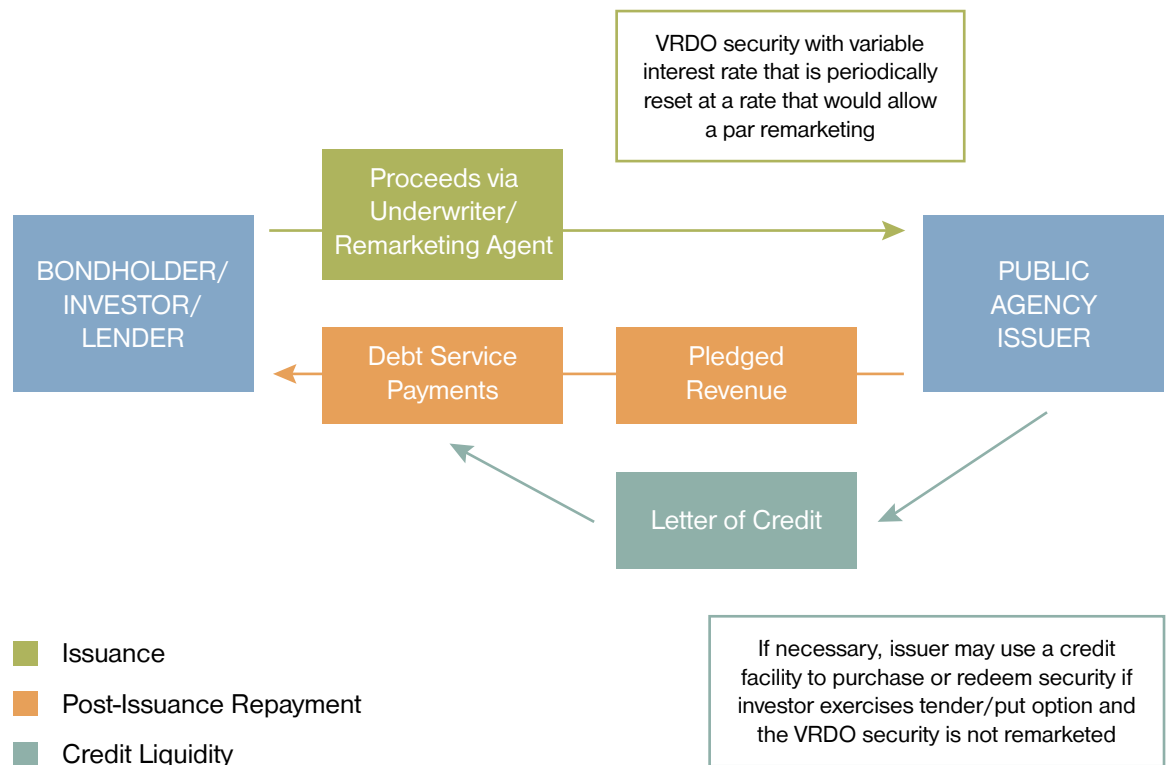 VRDO security with variable
interest rate that is periodically
reset at a rate that would allow
a par remarketing
Proceeds via
Underwriter/
Remarketing Agent
BONDHOLDER/
INVESTOR/
LENDER
PUBLIC
AGENCY
ISSUER
Debt Service
Payments
Pledged
Revenue
Letter of Credit
Issuance
Post-Issuance Repayment
Credit Liquidity
If necessary, issuer may use a credit
facility to purchase or redeem security if
investor exercises tender/put option and
the VRDO security is not remarketed